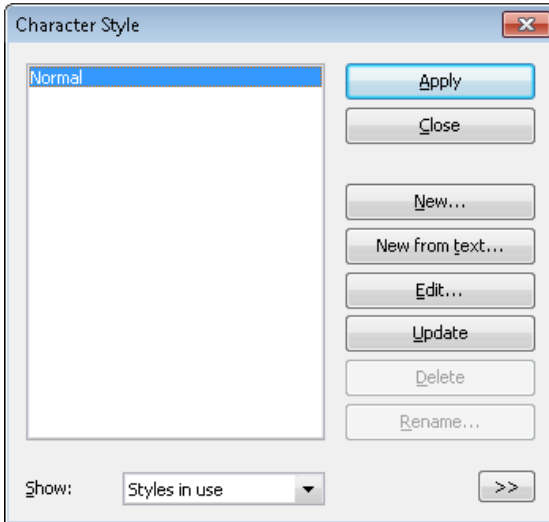 Character Style
Normal
Apply
Close
New...
New from text...
Edit...
Update
Delete
Rename...
Show:
Styles in use
>>